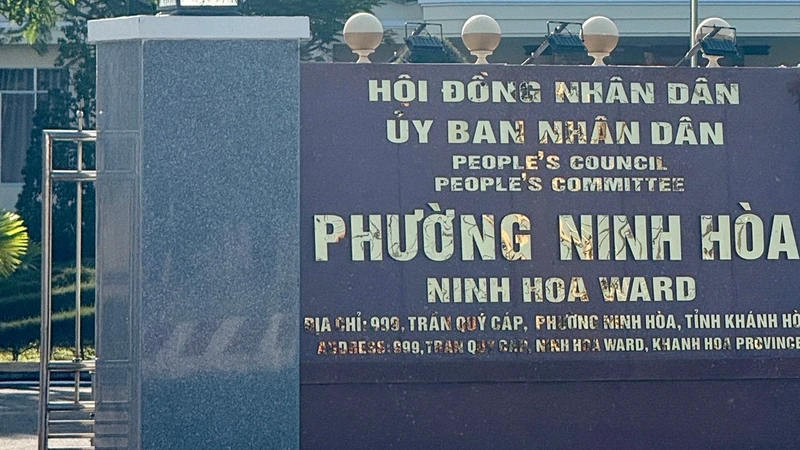 HỘI ĐỒNG NHÂN DÂN
ỦY BAN NHÂN DÂN
PEOPLE'S COUNCIL
PEOPLE'S COMMITTEE
PHƯỜNG NINH HÒA
NINH HOA WARD
ĐỊA CHỈ: 999, TRẦN QUÝ CÁP, PHƯỜNG NINH HÒA, TỈNH KHÁNH HÒ
ADDRESS: 999, TRAN QUY CAP, NINH HOA WARD, KHANH HOA PROVINCE